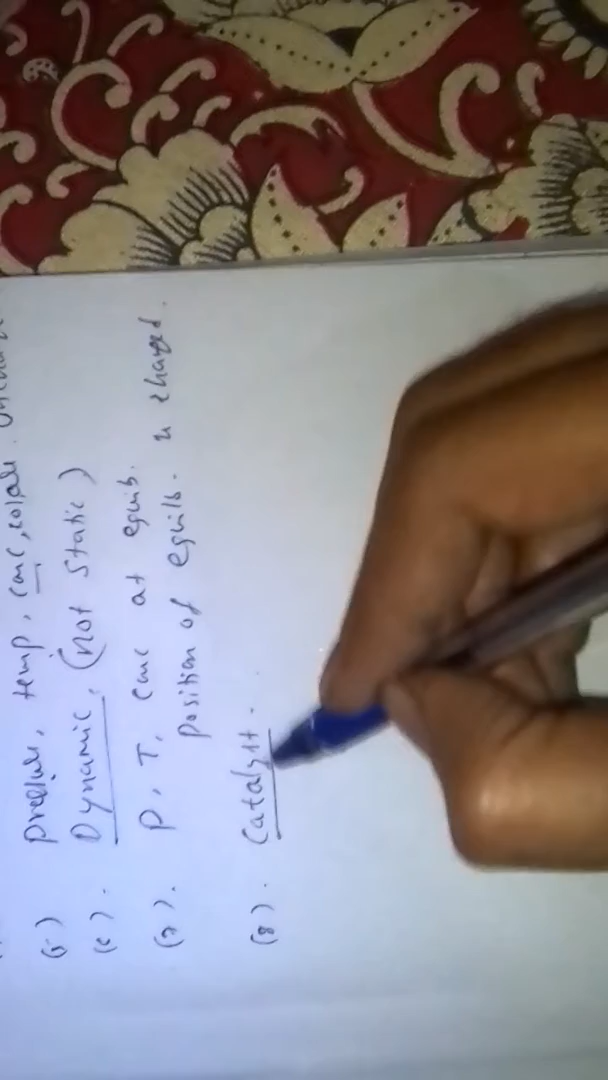 (5) pressure, temp, conc, colour
(6). Dynamic, (not static)
(7). P, T, conc at equib.
position of equilb. is changed.
(8). Catalyst.